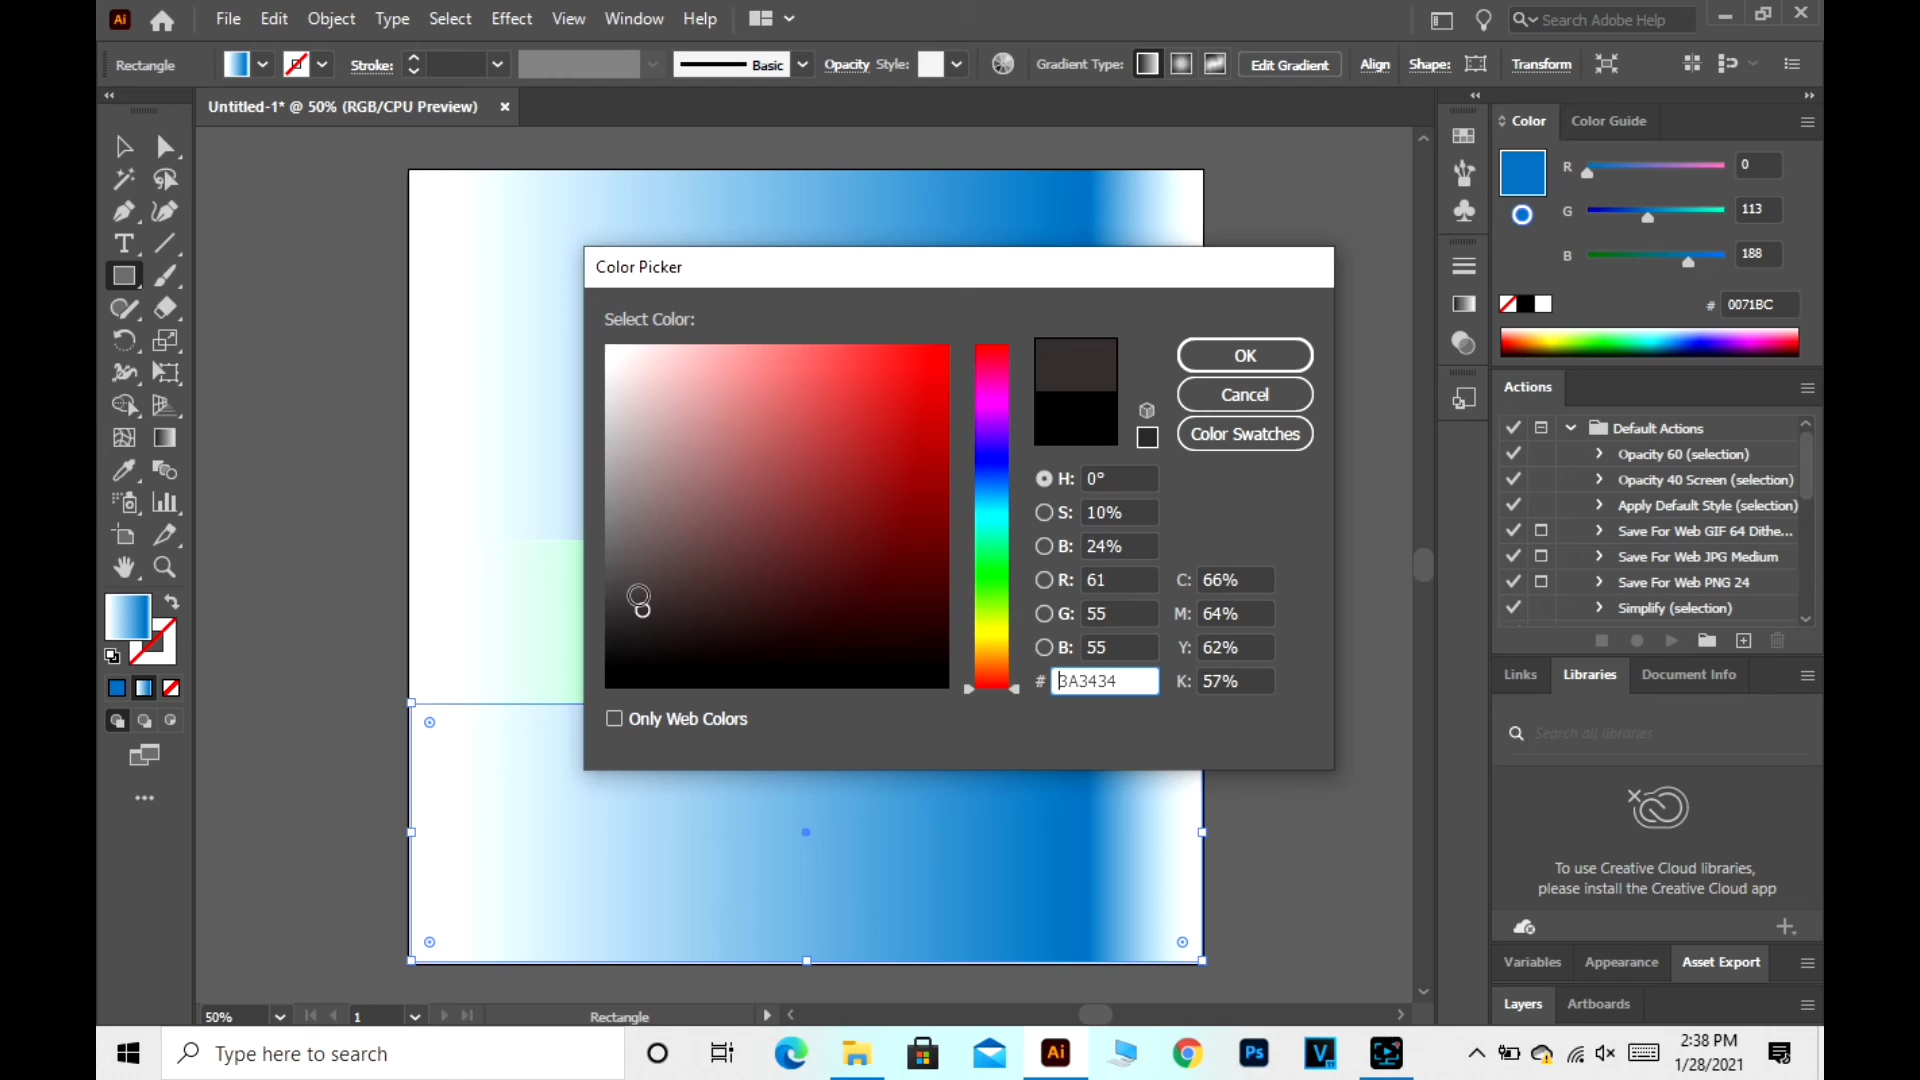 Ai File Edit Object Type Select Effect View Window Help Search Adobe Help
Rectangle Stroke: Basic Opacity Style: Gradient Type: Edit Gradient Align Shape: Transform
Untitled-1* @ 50% (RGB/CPU Preview) ×
Color Color Guide
R 0
G 113
B 188
# 0071BC
Color Picker
Select Color:
OK
Cancel
Color Swatches
H: 0°
S: 10%
B: 24%
R: 61 C: 66%
G: 55 M: 64%
B: 55 Y: 62%
# 3A3434 K: 57%
Only Web Colors
Actions
Default Actions
Opacity 60 (selection)
Opacity 40 Screen (selection)
Apply Default Style (selection)
Save For Web GIF 64 Dithe...
Save For Web JPG Medium
Save For Web PNG 24
Simplify (selection)
Links Libraries Document Info
Search all libraries
To use Creative Cloud libraries,
please install the Creative Cloud app
Variables Appearance Asset Export
Layers Artboards
50% 1 Rectangle
Type here to search
Ai Ps V
2:38 PM
1/28/2021